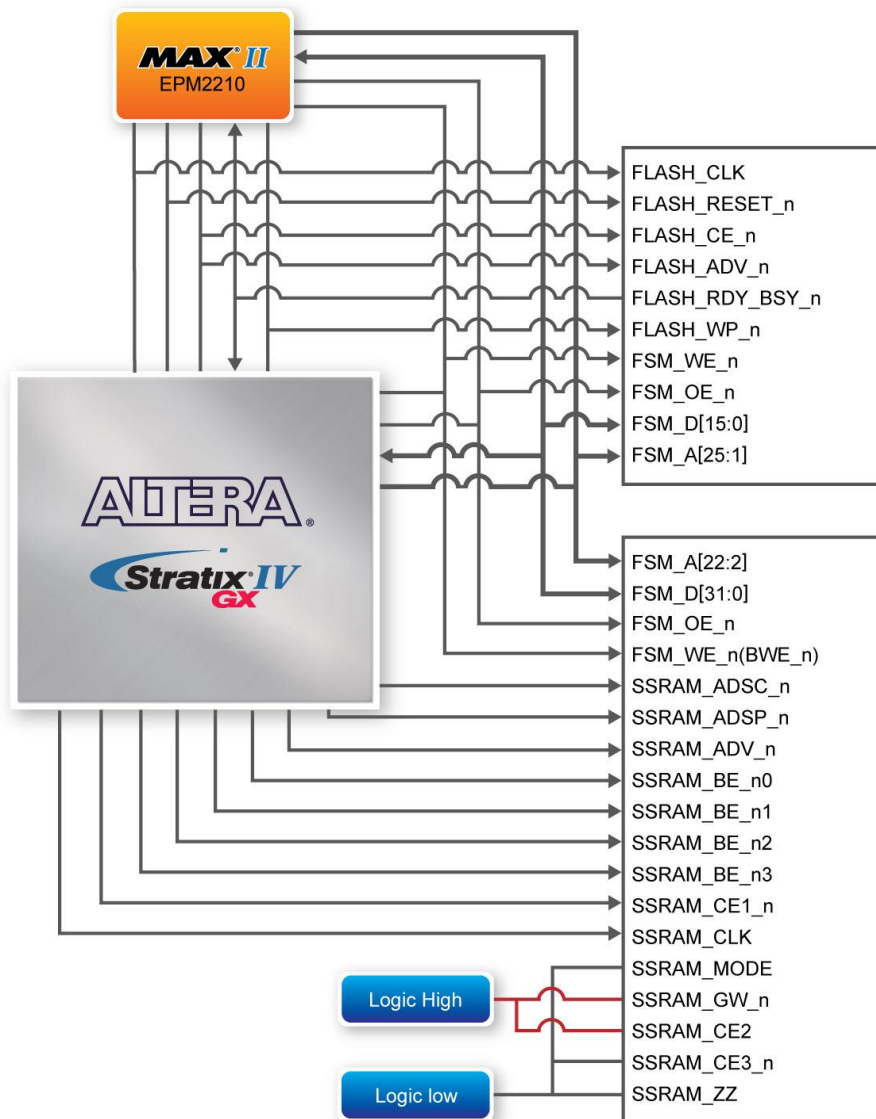 MAX® II
EPM2210
FLASH_CLK
FLASH_RESET_n
FLASH_CE_n
FLASH_ADV_n
FLASH_RDY_BSY_n
FLASH_WP_n
FSM_WE_n
FSM_OE_n
FSM_D[15:0]
FSM_A[25:1]
ALTERA®
Stratix® IV
GX
FSM_A[22:2]
FSM_D[31:0]
FSM_OE_n
FSM_WE_n(BWE_n)
SSRAM_ADSC_n
SSRAM_ADSP_n
SSRAM_ADV_n
SSRAM_BE_n0
SSRAM_BE_n1
SSRAM_BE_n2
SSRAM_BE_n3
SSRAM_CE1_n
SSRAM_CLK
SSRAM_MODE
Logic High
SSRAM_GW_n
SSRAM_CE2
SSRAM_CE3_n
Logic low
SSRAM_ZZ